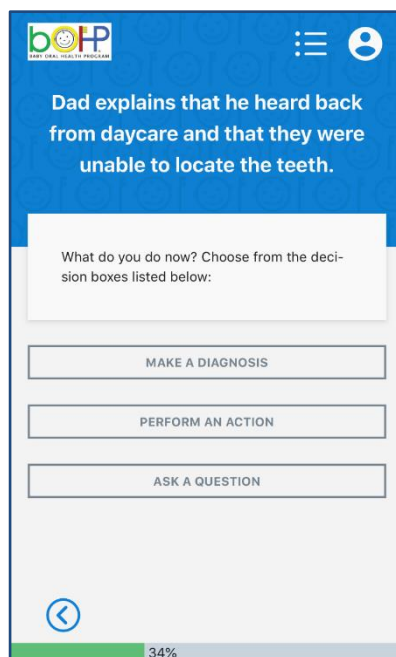 bOHP
BABY ORAL HEALTH PROGRAM
Dad explains that he heard back
from daycare and that they were
unable to locate the teeth.
What do you do now? Choose from the deci-
sion boxes listed below:
MAKE A DIAGNOSIS
PERFORM AN ACTION
ASK A QUESTION
34%